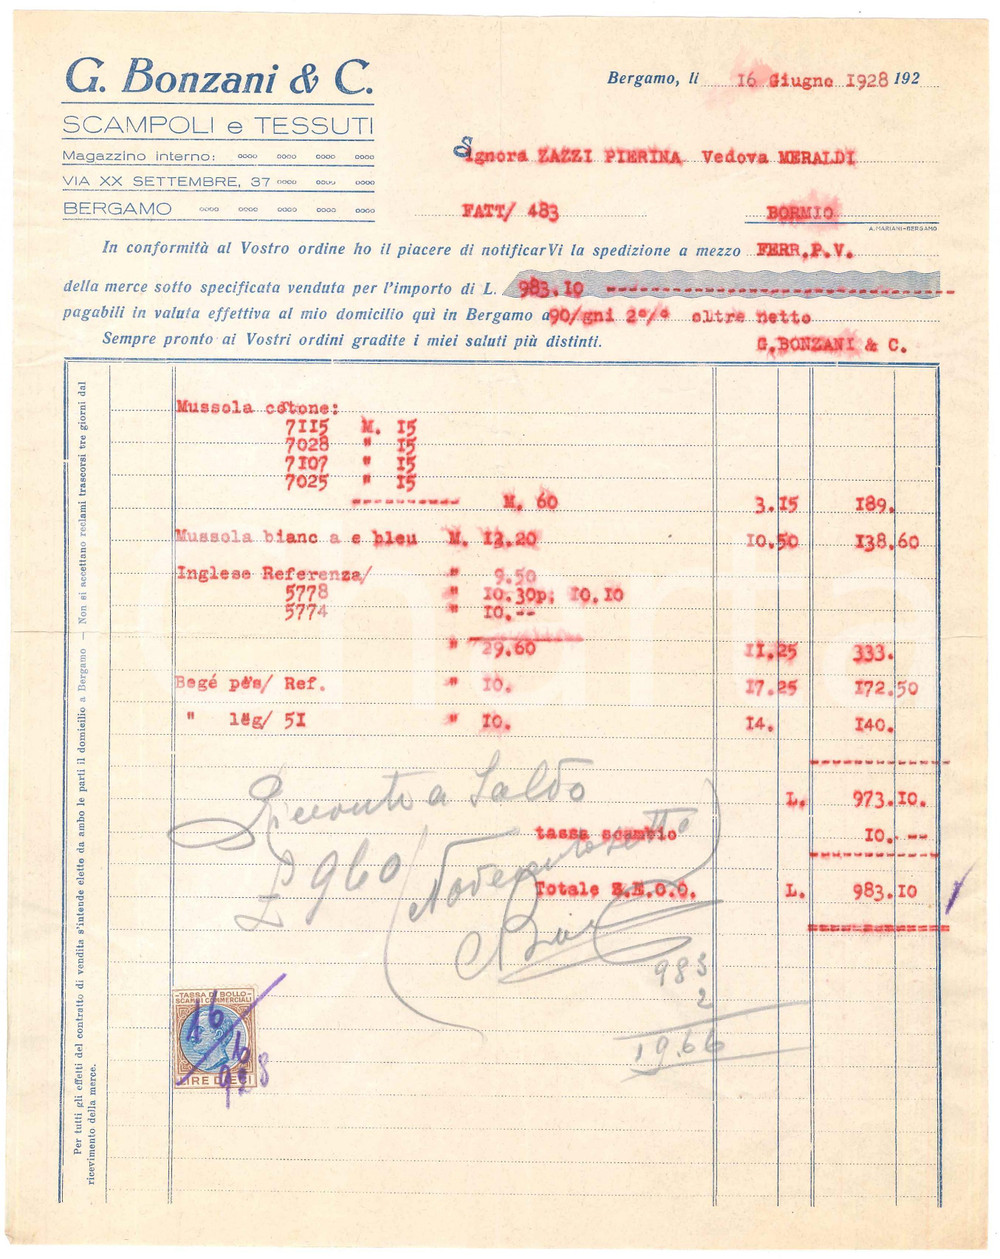 G. Bonzani & C.
SCAMPOLI e TESSUTI
Magazzino interno:
VIA XX SETTEMBRE, 37
BERGAMO
Bergamo, li 16 Giugno 1928 192
Signora ZAZZI PIERINA Vedova MERALDI
FATT/ 483 BORMIO
A. MARIANI-BERGAMO
In conformità al Vostro ordine ho il piacere di notificarVi la spedizione a mezzo FERR.P.V.
della merce sotto specificata venduta per l'importo di L. 983.10
pagabili in valuta effettiva al mio domicilio quì in Bergamo a 90/gni 2°/° oltre netto
Sempre pronto ai Vostri ordini gradite i miei saluti più distinti. G.BONZANI & C.
Mussola cotone:
7115 M. 15
7028 " 15
7107 " 15
7025 " 15
M. 60 3.15 189.
Mussola bianc a e bleu M. 13.20 10.50 138.60
Inglese Referenza/ " 9.50
5778 " 10.30p; 10.10
5774 " 10.--
" 29.60 11.25 333.
Begé pës/ Ref. " 10. 17.25 172.50
" lëg/ 51 " 10. 14. 140.
L. 973.10.
tassa scambio 10.--
Totale S.E.O.O. L. 983.10
a Saldo
£ 960
983
2
19.66
TASSA DI BOLLO
SCAMBI COMMERCIALI
LIRE DIECI
16/6 928
Per tutti gli effetti del contratto di vendita s'intende eletto da ambo le parti il domicilio a Bergamo — Non si accettano reclami trascorsi tre giorni dal
ricevimento della merce.